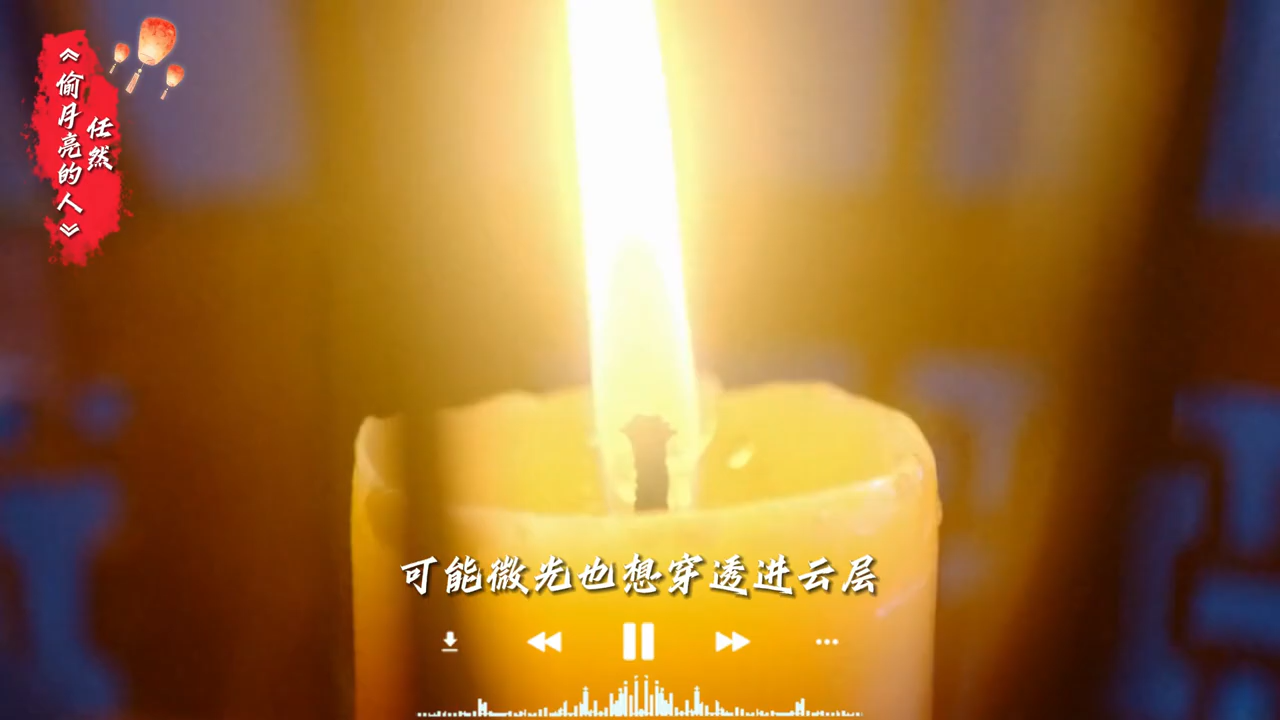 《偷月亮的人》
任然
可能微光也想穿透进云层